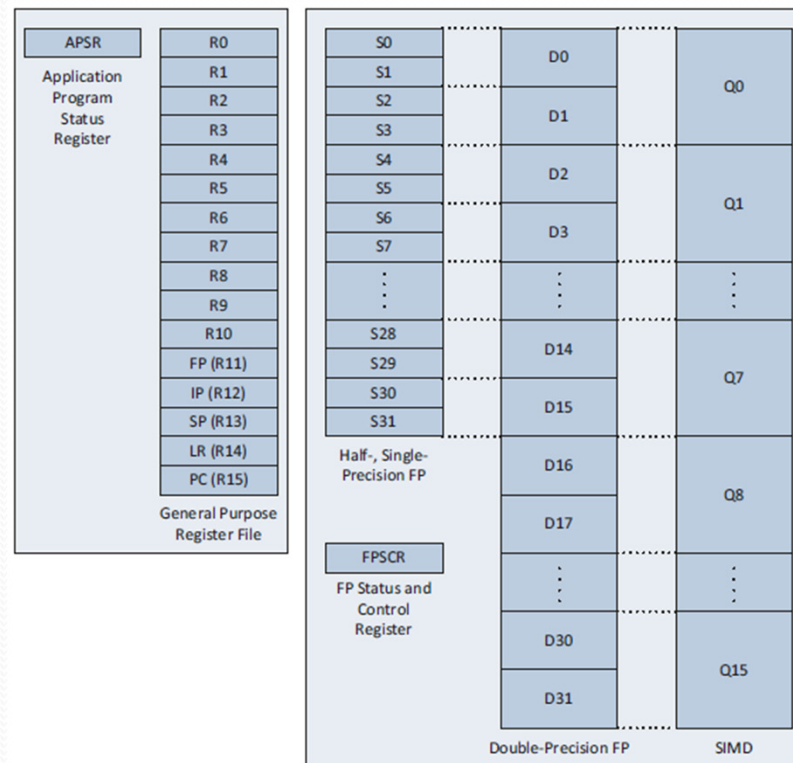 APSR
Application
Program
Status
Register
R0
R1
R2
R3
R4
R5
R6
R7
R8
R9
R10
FP (R11)
IP (R12)
SP (R13)
LR (R14)
PC (R15)
General Purpose
Register File
S0
S1
S2
S3
S4
S5
S6
S7
S28
S29
S30
S31
Half-, Single-
Precision FP
FPSCR
FP Status and
Control
Register
D0
D1
D2
D3
D14
D15
D16
D17
D30
D31
Double-Precision FP
Q0
Q1
Q7
Q8
Q15
SIMD